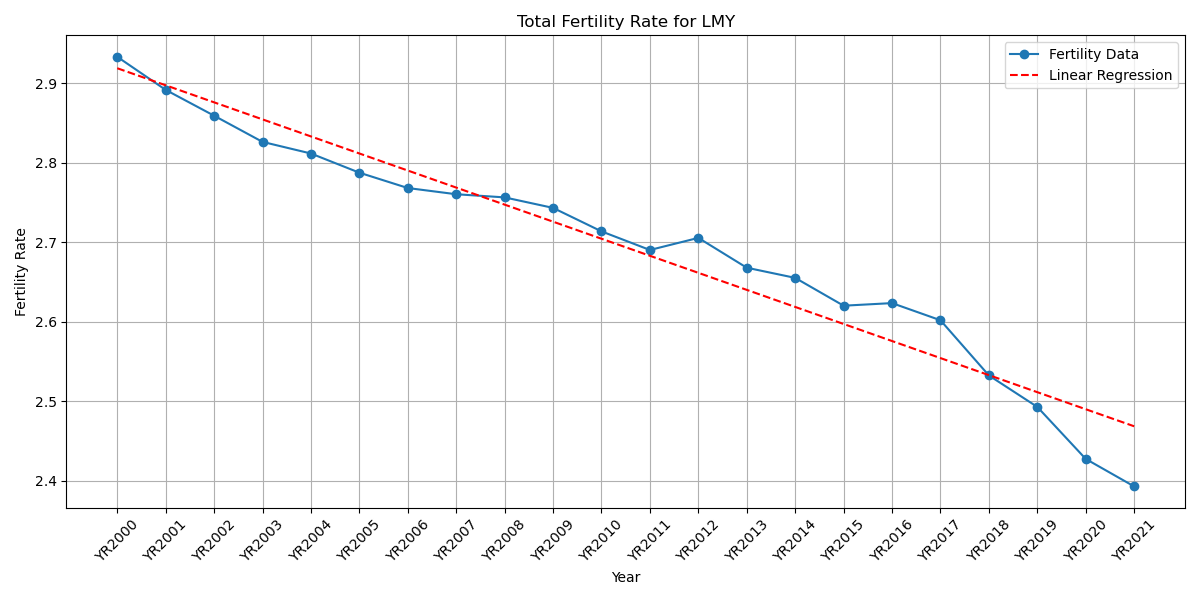 Total Fertility Rate for LMY
Fertility Data
Linear Regression
Fertility Rate
2.9
2.8
2.7
2.6
2.5
2.4
YR2000
YR2001
YR2002
YR2003
YR2004
YR2005
YR2006
YR2007
YR2008
YR2009
YR2010
YR2011
YR2012
YR2013
YR2014
YR2015
YR2016
YR2017
YR2018
YR2019
YR2020
YR2021
Year